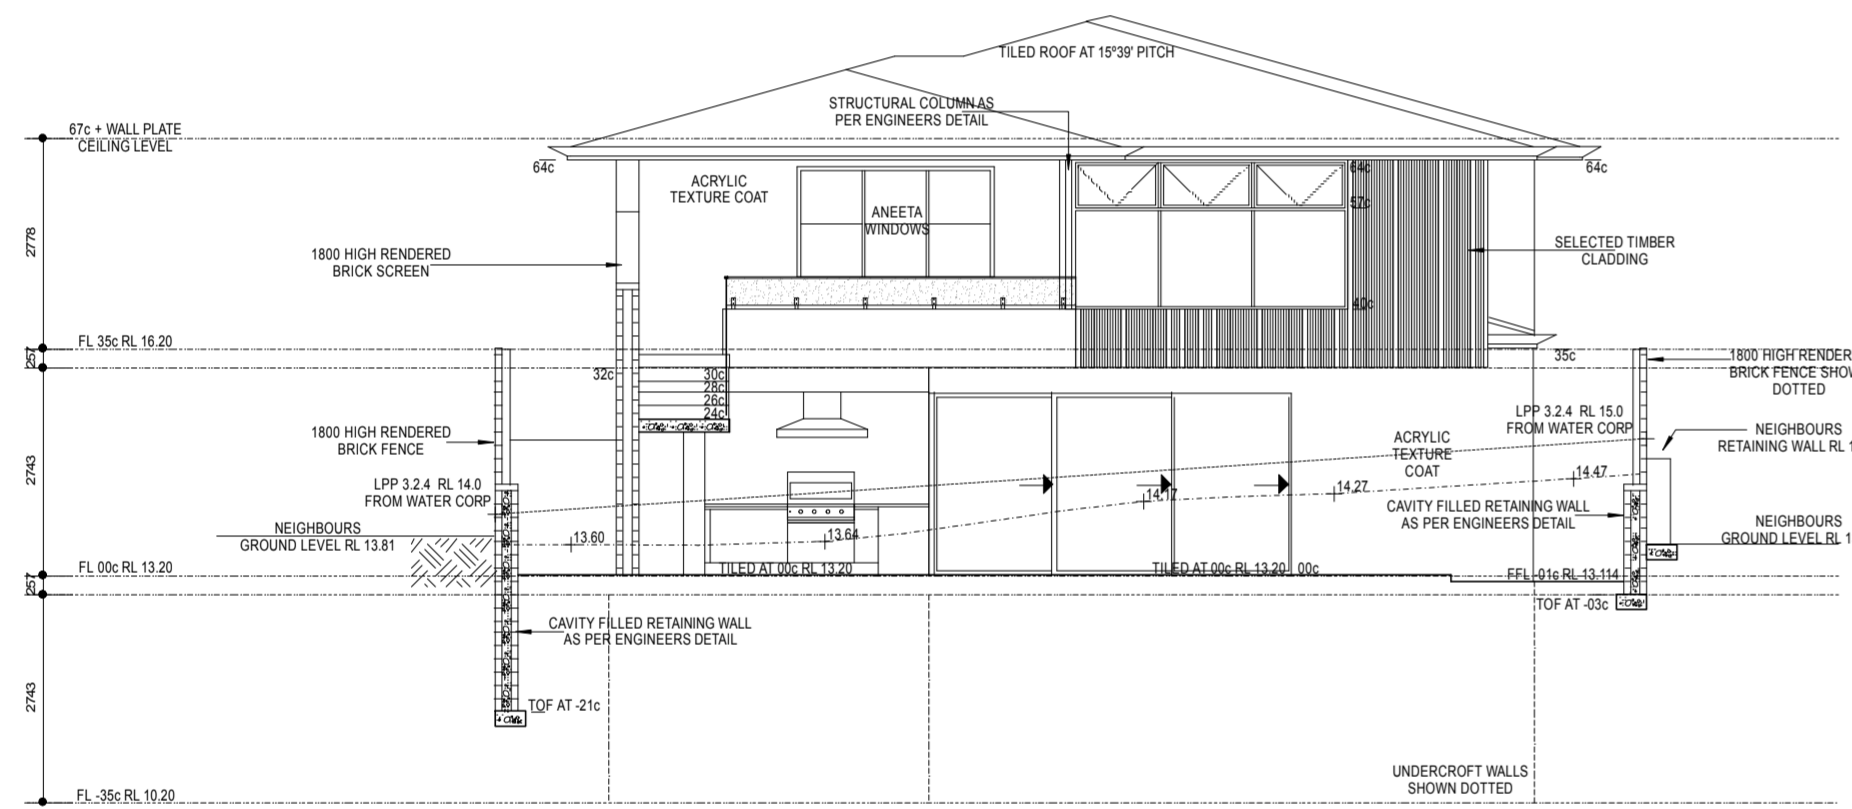 TILED ROOF AT 15º39' PITCH
STRUCTURAL COLUMN AS
PER ENGINEERS DETAIL
67c + WALL PLATE
CEILING LEVEL
64c
ACRYLIC
TEXTURE COAT
ANEETA
WINDOWS
64c
57c
40c
64c
2778
1800 HIGH RENDERED
BRICK SCREEN
SELECTED TIMBER
CLADDING
FL 35c RL 16.20
257
32c
30c
28c
26c
24c
35c
1800 HIGH RENDER
BRICK FENCE SHOW
DOTTED
2743
1800 HIGH RENDERED
BRICK FENCE
LPP 3.2.4 RL 15.0
FROM WATER CORP
ACRYLIC
TEXTURE
COAT
NEIGHBOURS
RETAINING WALL RL 1
LPP 3.2.4 RL 14.0
FROM WATER CORP
14.17
14.27
14.47
CAVITY FILLED RETAINING WALL
AS PER ENGINEERS DETAIL
NEIGHBOURS
GROUND LEVEL RL 13.81
13.60
13.64
NEIGHBOURS
GROUND LEVEL RL 1
FL 00c RL 13.20
TILED AT 00c RL 13.20
TILED AT 00c RL 13.20
00c
FFL -01c RL 13.114
257
TOF AT -03c
CAVITY FILLED RETAINING WALL
AS PER ENGINEERS DETAIL
2743
TOF AT -21c
UNDERCROFT WALLS
SHOWN DOTTED
FL -35c RL 10.20